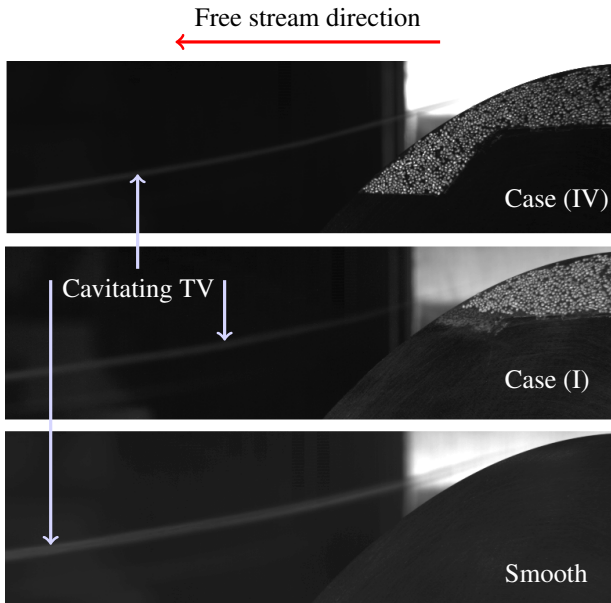 Free stream direction
Case (IV)
Cavitating TV
Case (I)
Smooth